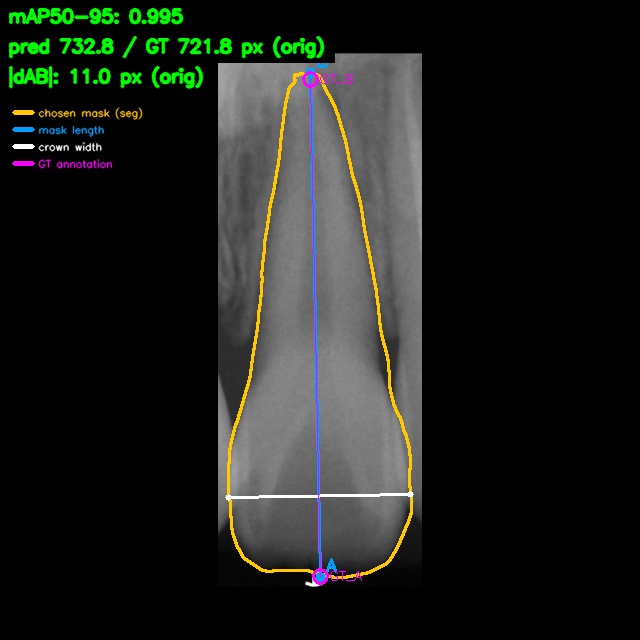 mAP50-95: 0.995
pred 732.8 / GT 721.8 px (orig)
|dAB|: 11.0 px (orig)
chosen mask (seg)
mask length
crown width
GT annotation
A
GT_A